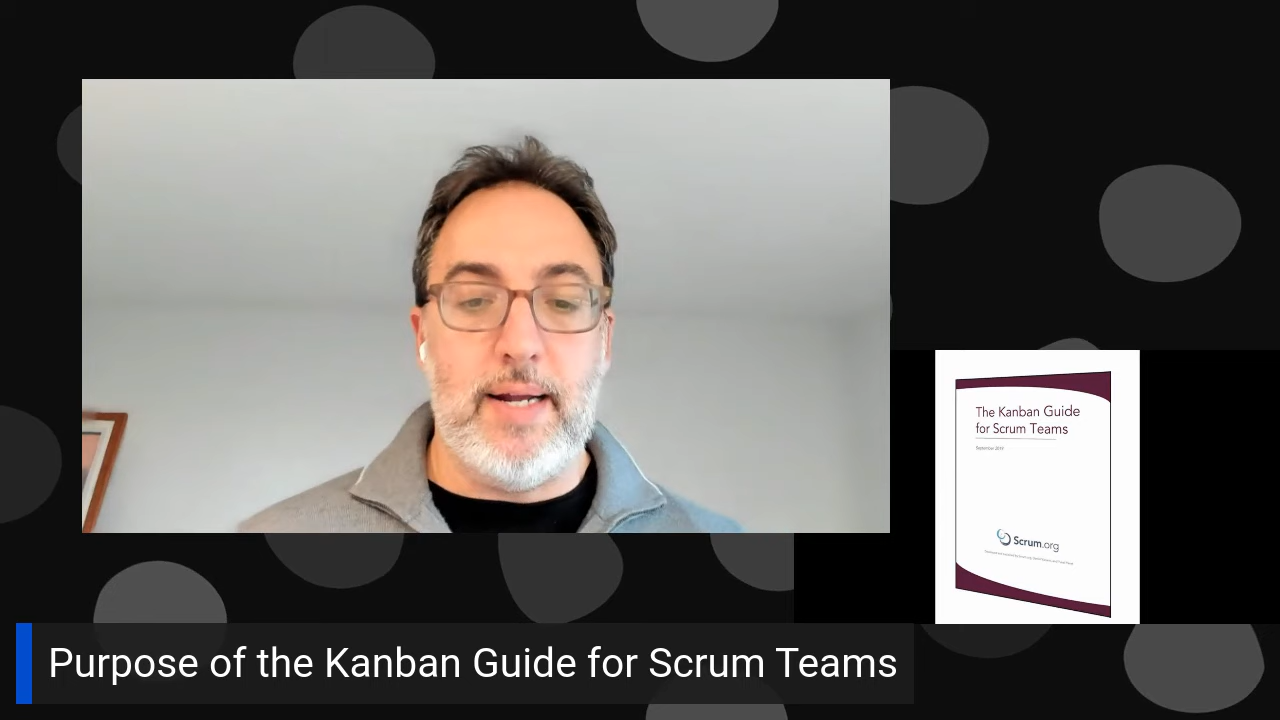 The Kanban Guide
for Scrum Teams
Scrum.org
Purpose of the Kanban Guide for Scrum Teams